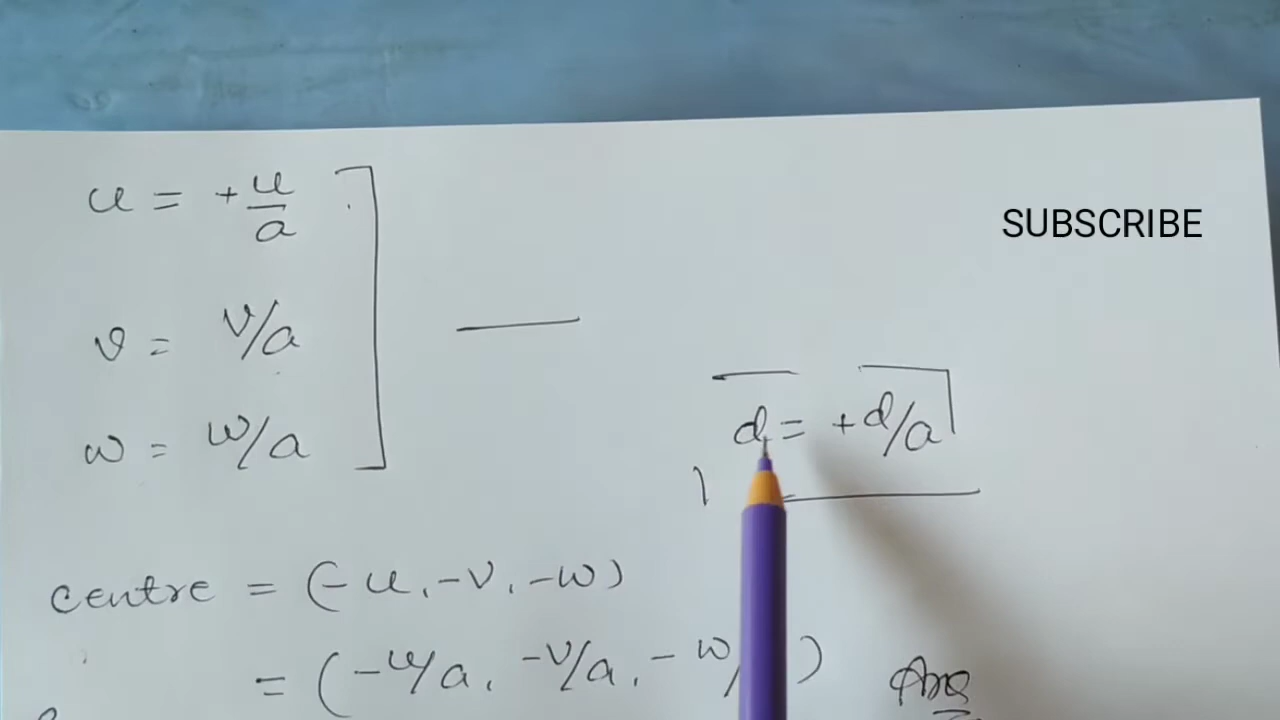 u = + u/a
SUBSCRIBE
v = v/a
w = w/a
d = + d/a
centre = (-u, -v, -w)
= (-u/a, -v/a, -w/ )
Ans